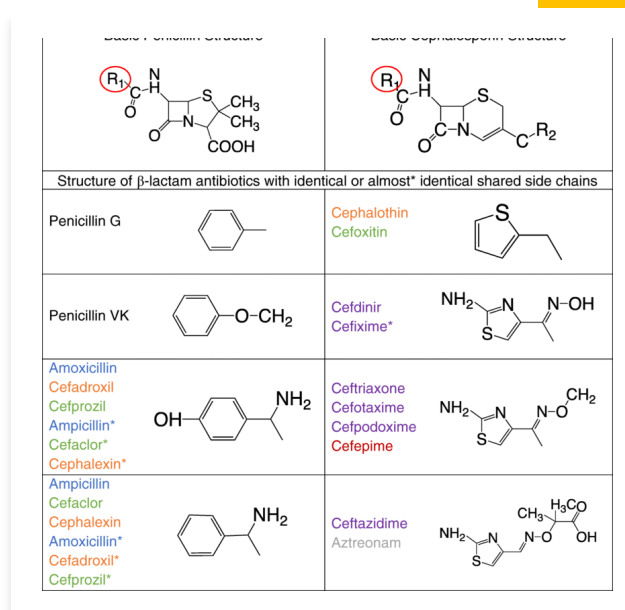 Basic Penicillin Structure
Basic Cephalosporin Structure
R1
N
H
C
O
S
CH3
CH3
N
O
COOH
R1
N
H
C
O
S
C
N
O
C
R2
Structure of β-lactam antibiotics with identical or almost* identical shared side chains
Penicillin G
Cephalothin
Cefoxitin
S
Penicillin VK
O-CH2
Cefdinir
Cefixime*
NH2
N
S
N-OH
Amoxicillin
Cefadroxil
Cefprozil
Ampicillin*
Cefaclor*
Cephalexin*
OH
NH2
Ceftriaxone
Cefotaxime
Cefpodoxime
Cefepime
NH2
N
S
N-O
CH2
Ampicillin
Cefaclor
Cephalexin
Amoxicillin*
Cefadroxil*
Cefprozil*
NH2
Ceftazidime
Aztreonam
NH2
N
S
N-O
CH3
H3C
O
OH